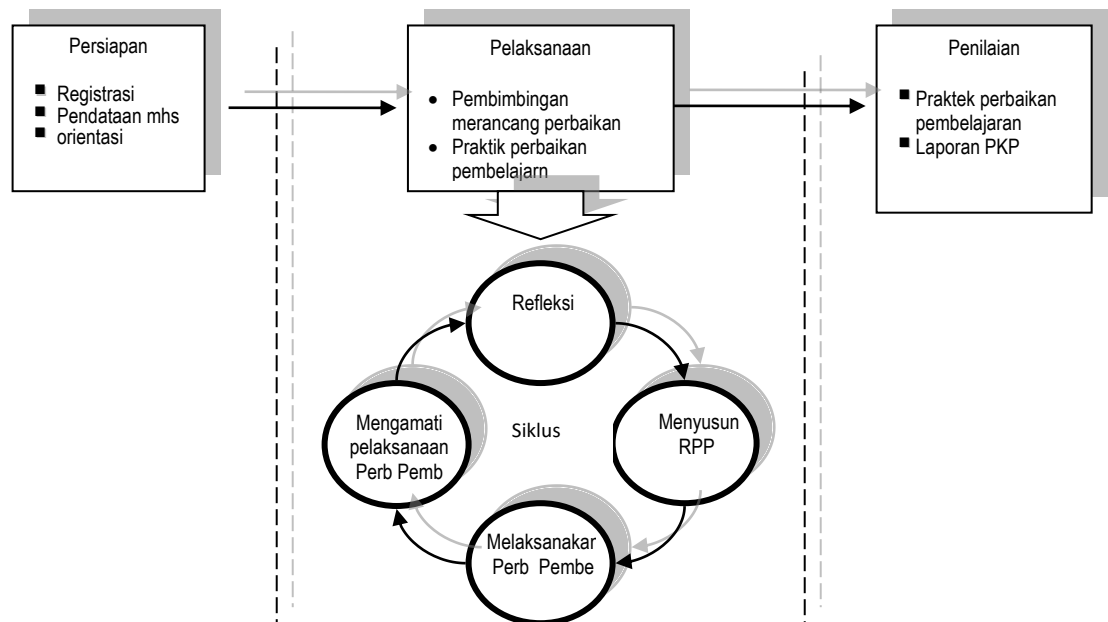 Persiapan
Registrasi
Pendataan mhs
orientasi
Pelaksanaan
Pembimbingan
merancang perbaikan
Praktik perbaikan
pembelajarn
Penilaian
Praktek perbaikan
pembelajaran
Laporan PKP
Refleksi
Menyusun
RPP
Melaksanakar
Perb Pembe
Mengamati
pelaksanaan
Perb Pemb
Siklus